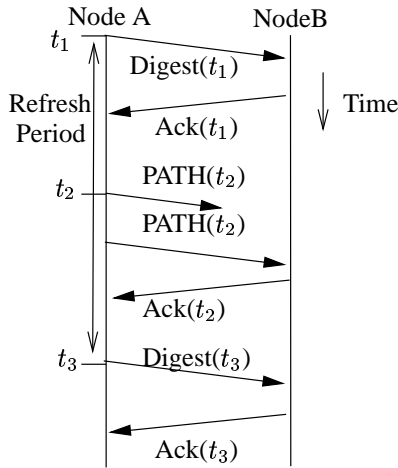 Node A
NodeB
t₁
Digest(t₁)
Refresh
Period
Time
Ack(t₁)
PATH(t₂)
t₂
PATH(t₂)
Ack(t₂)
t₃
Digest(t₃)
Ack(t₃)